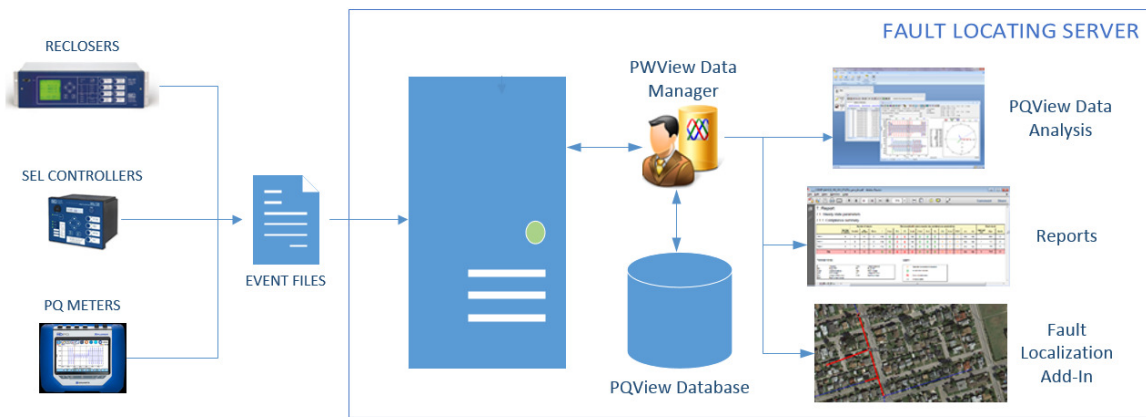 FAULT LOCATING SERVER
RECLOSERS
SEL CONTROLLERS
PQ METERS
EVENT FILES
PWView Data
Manager
PQView Database
PQView Data
Analysis
Reports
Fault
Localization
Add-In